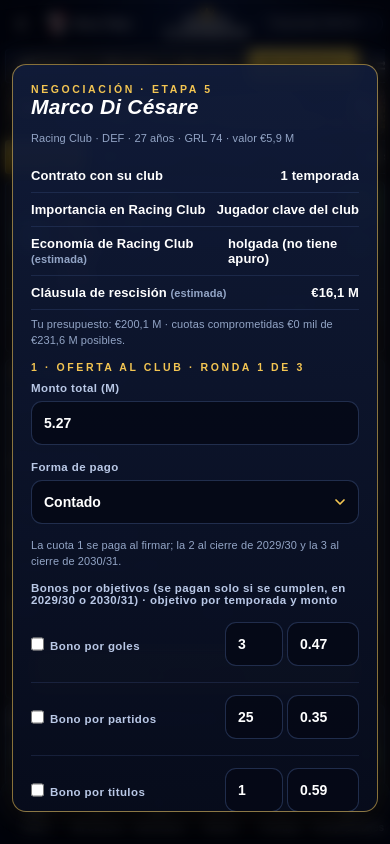 NEGOCIACIÓN · ETAPA 5
Marco Di Césare
Racing Club · DEF · 27 años · GRL 74 · valor €5,9 M
Contrato con su club 1 temporada
Importancia en Racing Club Jugador clave del club
Economía de Racing Club (estimada) holgada (no tiene apuro)
Cláusula de rescisión (estimada) €16,1 M
Tu presupuesto: €200,1 M · cuotas comprometidas €0 mil de
€231,6 M posibles.
1 · OFERTA AL CLUB · RONDA 1 DE 3
Monto total (M)
5.27
Forma de pago
Contado
La cuota 1 se paga al firmar; la 2 al cierre de 2029/30 y la 3 al
cierre de 2030/31.
Bonos por objetivos (se pagan solo si se cumplen, en
2029/30 o 2030/31) · objetivo por temporada y monto
Bono por goles 3 0.47
Bono por partidos 25 0.35
Bono por titulos 1 0.59